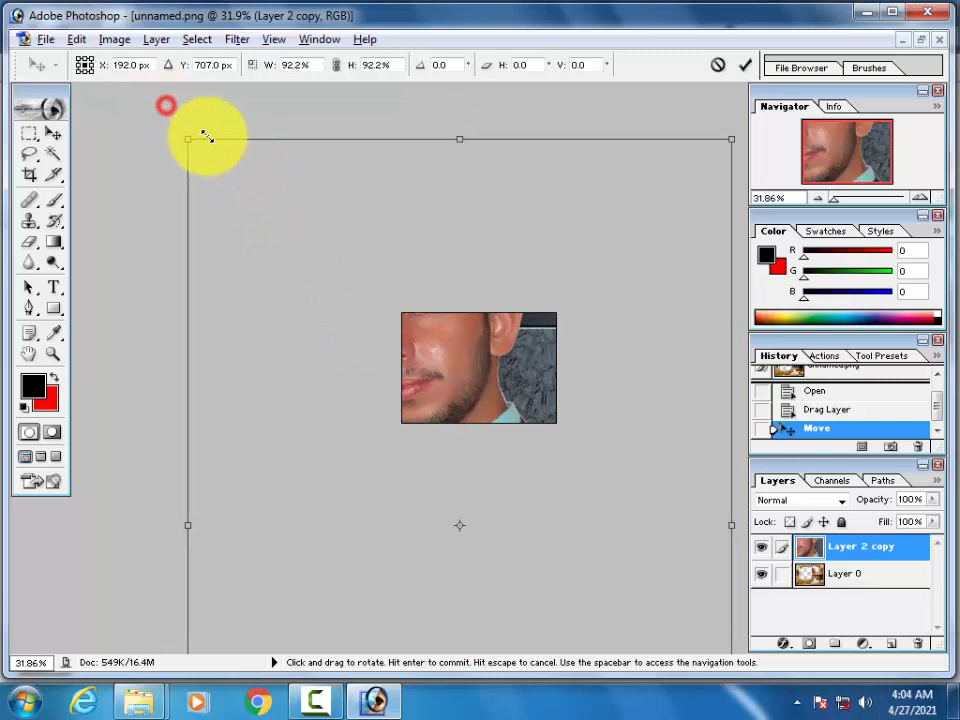 Adobe Photoshop - [unnamed.png @ 31.9% (Layer 2 copy, RGB)]
File Edit Image Layer Select Filter View Window Help
X: 192.0 px Y: 707.0 px W: 92.2% H: 92.2% 0.0 ° H: 0.0 ° V: 0.0 °
File Browser Brushes
Navigator Info
31.86%
Color Swatches Styles
R 0
G 0
B 0
History Actions Tool Presets
unnamed.png
Open
Drag Layer
Move
Layers Channels Paths
Normal Opacity: 100%
Lock: Fill: 100%
Layer 2 copy
Layer 0
T
31.86% Doc: 549K/16.4M Click and drag to rotate. Hit enter to commit. Hit escape to cancel. Use the spacebar to access the navigation tools.
4:04 AM
4/27/2021